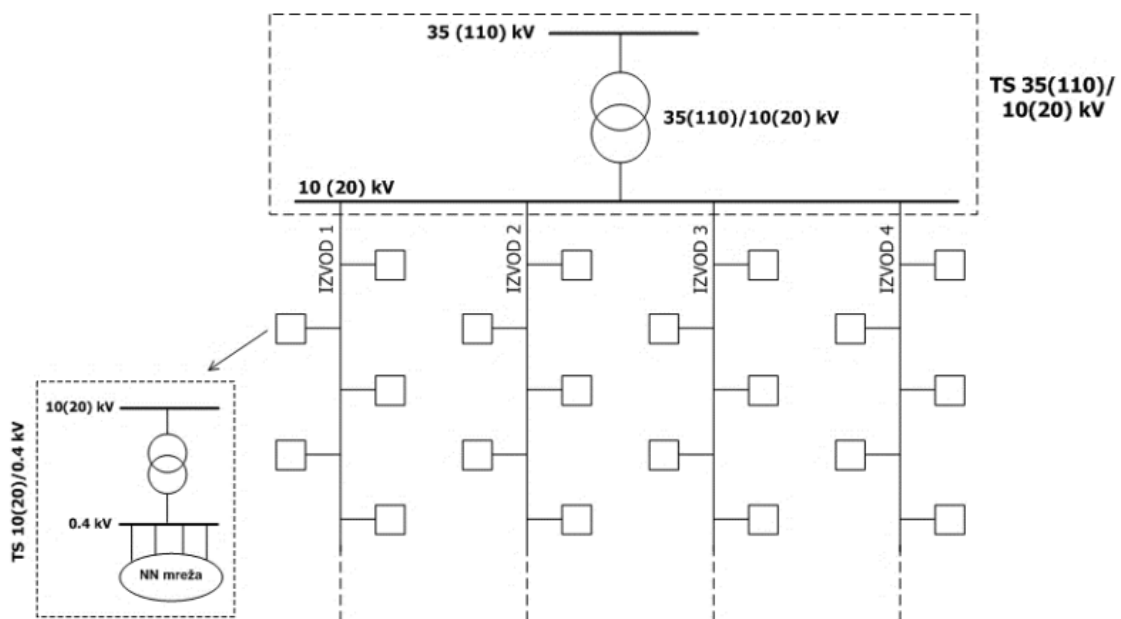 35 (110) kV
TS 35(110)/
10(20) kV
35(110)/10(20) kV
10 (20) kV
IZVOD 1
IZVOD 2
IZVOD 3
IZVOD 4
TS 10(20)/0.4 kV
10(20) kV
0.4 kV
NN mreža